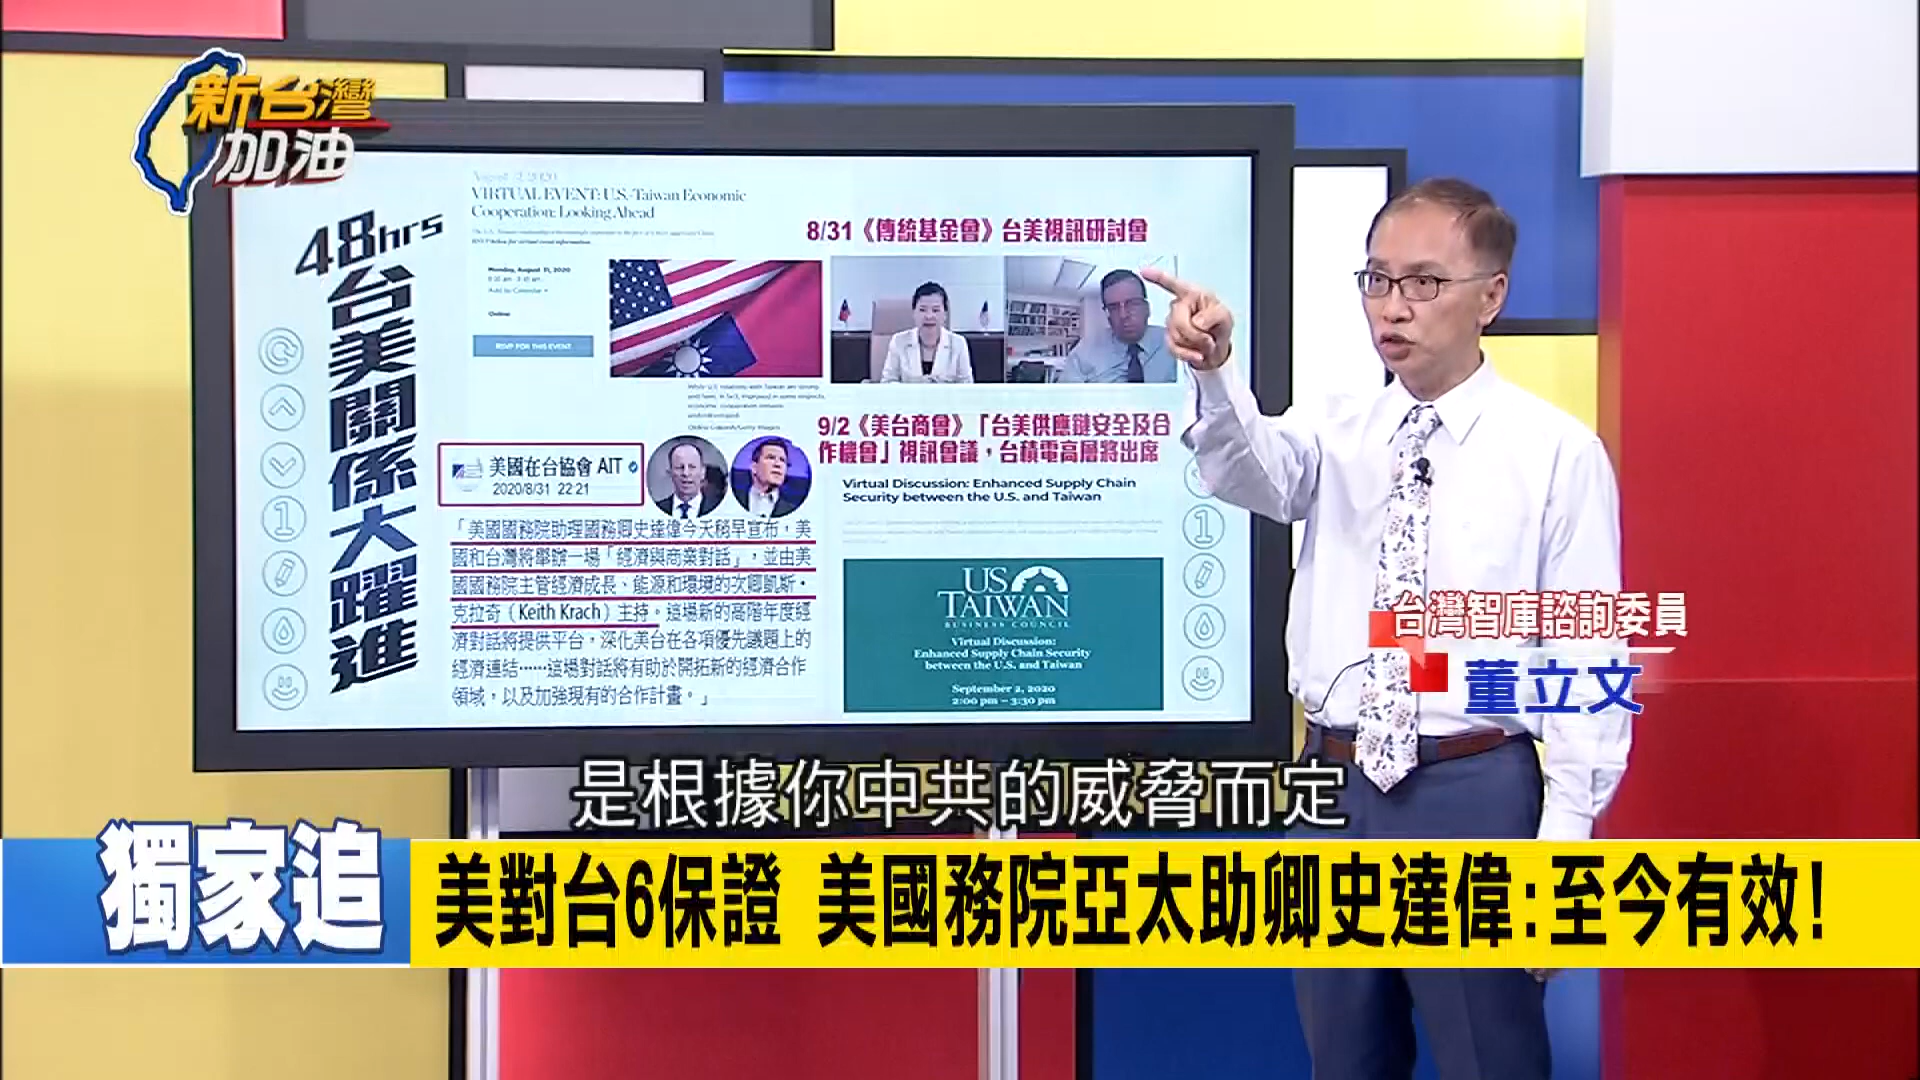 新台灣
加油
48hrs
台美關係大躍進
August 31, 2020
VIRTUAL EVENT: U.S.-Taiwan Economic
Cooperation: Looking Ahead
Monday, August 31, 2020
Add to Calendar
Online
RSVP FOR THIS EVENT
8/31《傳統基金會》台美視訊研討會
9/2《美台商會》「台美供應鏈安全及合
作機會」視訊會議，台積電高層將出席
Virtual Discussion: Enhanced Supply Chain
Security between the U.S. and Taiwan
美國在台協會 AIT
2020/8/31 22:21
「美國國務院助理國務卿史達偉今天稍早宣布，美
國和台灣將舉辦一場「經濟與商業對話」，並由美
國國務院主管經濟成長、能源和環境的次卿凱斯・
克拉奇（Keith Krach）主持。這場新的高階年度經
濟對話將提供平台，深化美台在各項優先議題上的
經濟連結⋯⋯這場對話將有助於開拓新的經濟合作
領域，以及加強現有的合作計畫。」
US
TAIWAN
BUSINESS COUNCIL
Virtual Discussion:
Enhanced Supply Chain Security
between the U.S. and Taiwan
September 2, 2020
2:00 pm – 3:30 pm
1
1
台灣智庫諮詢委員
董立文
是根據你中共的威脅而定
獨家追
美對台6保證 美國務院亞太助卿史達偉:至今有效!